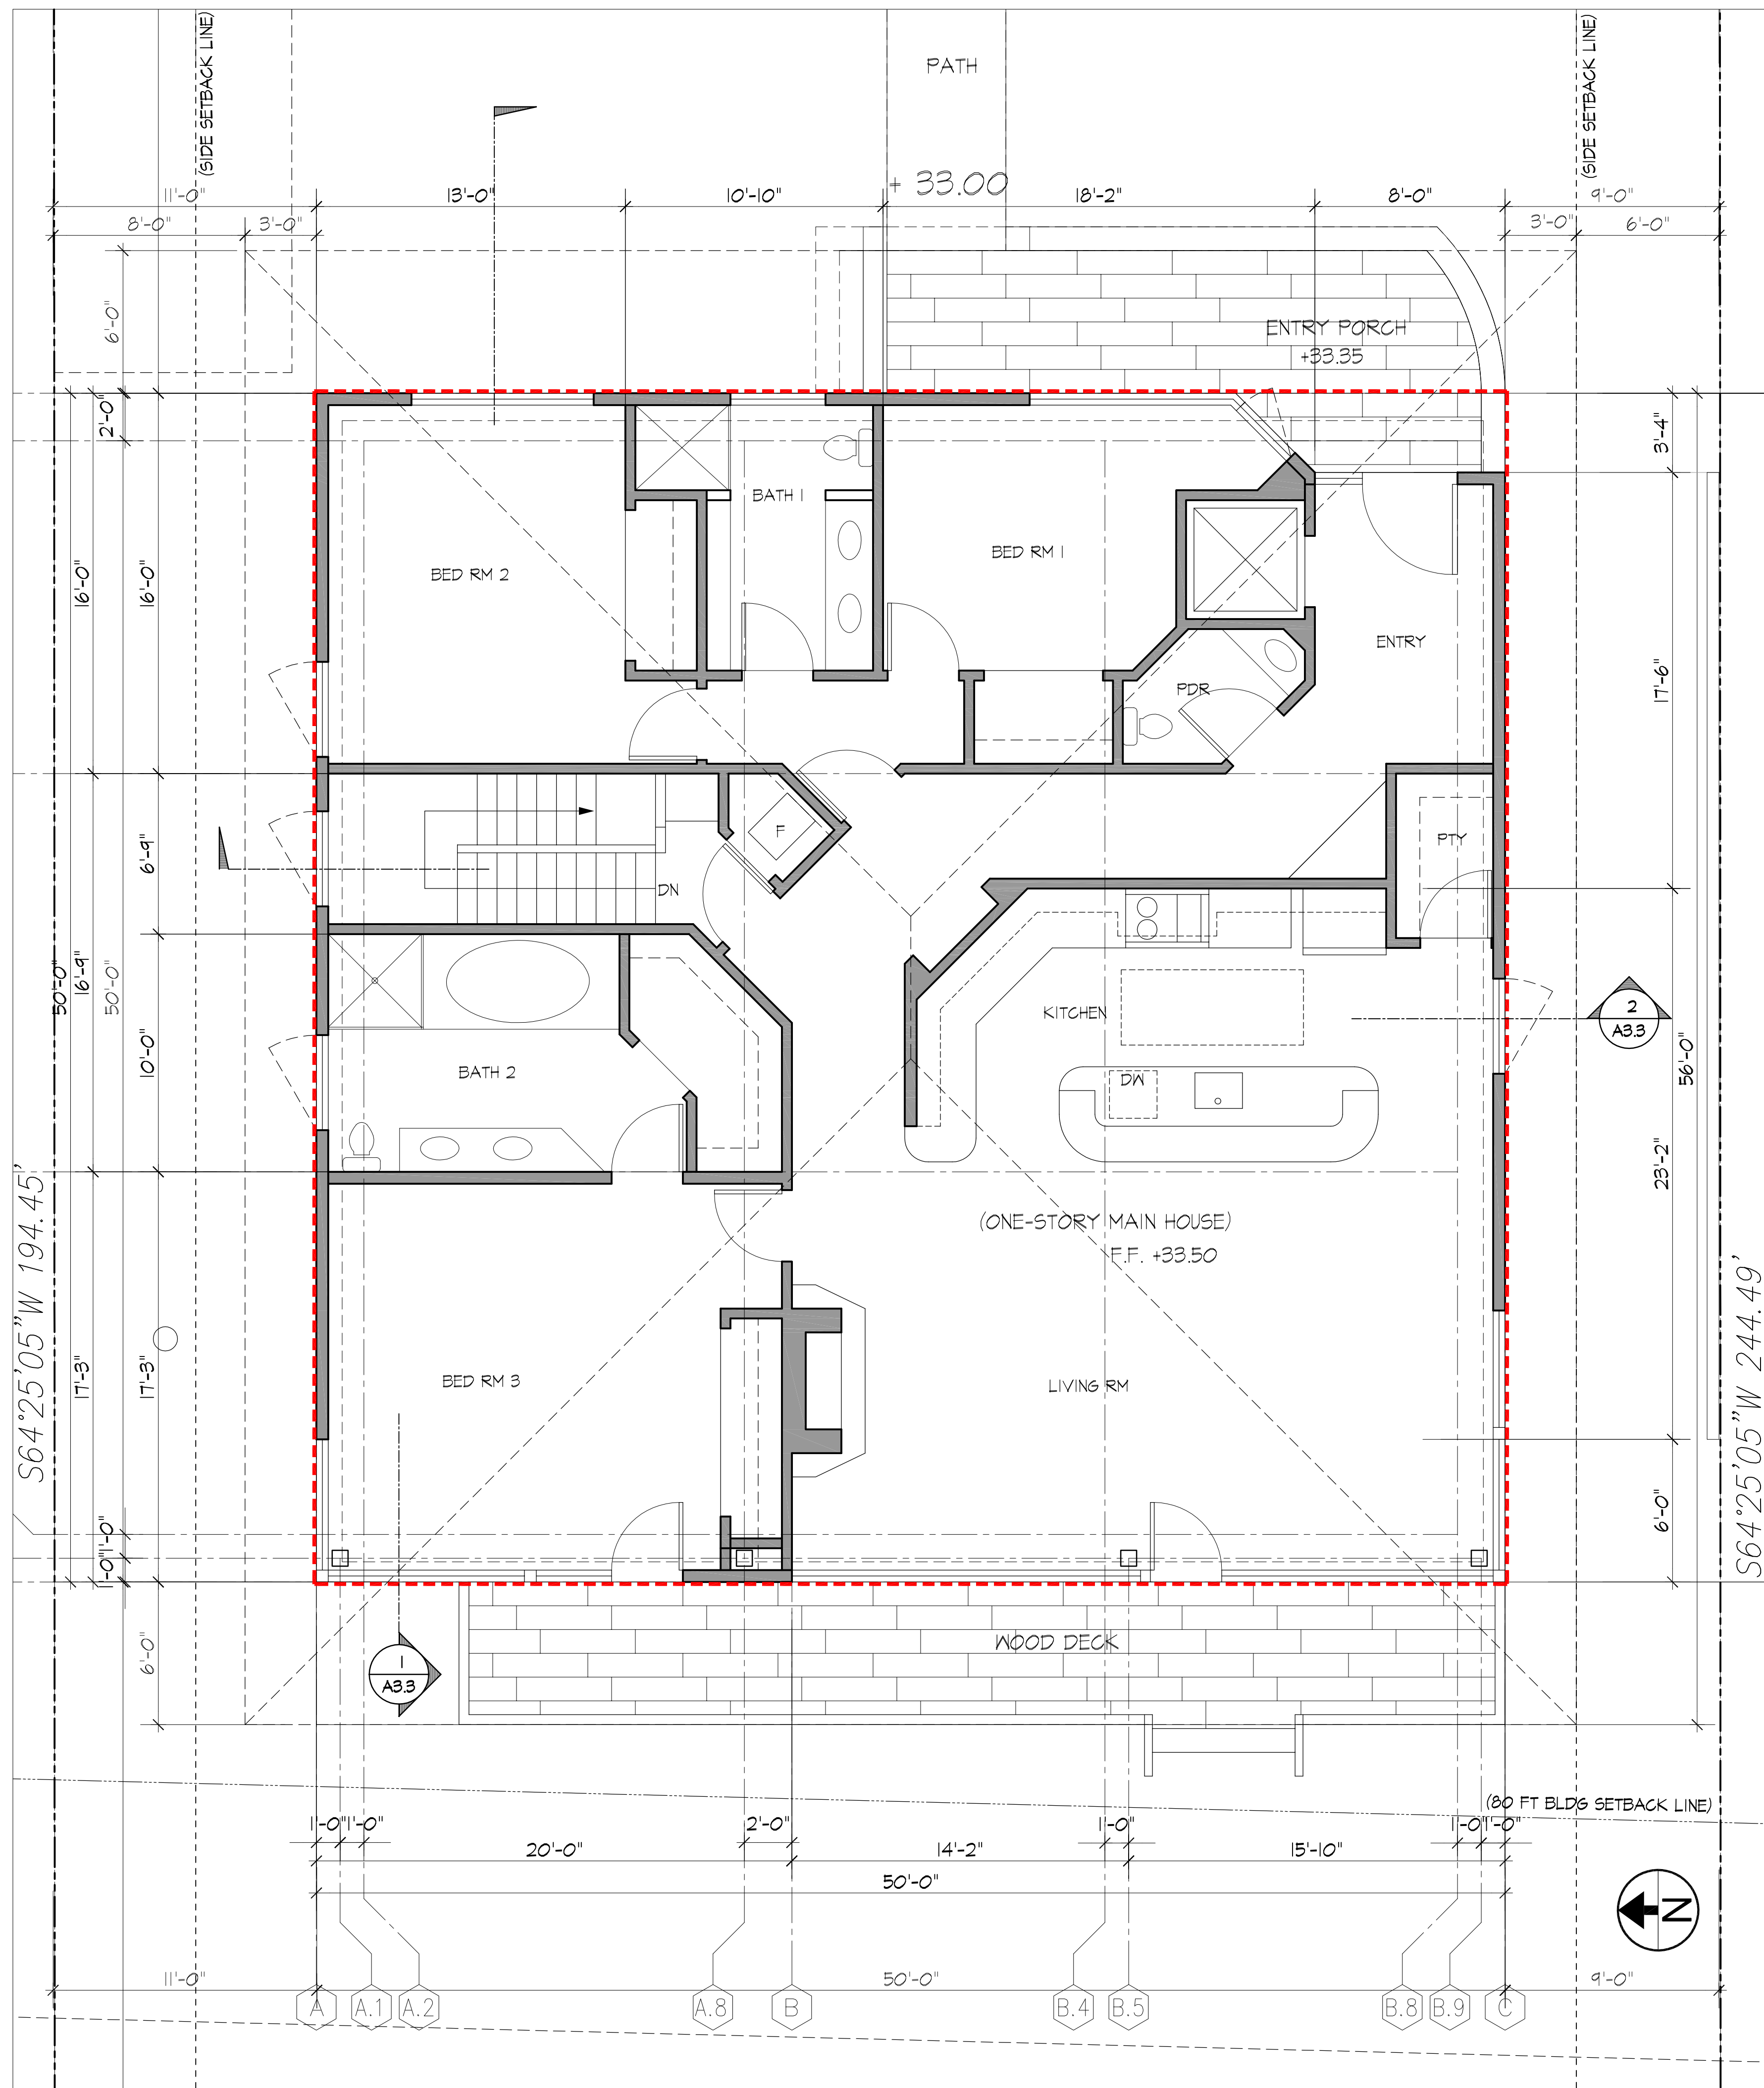 (SIDE SETBACK LINE)
(SIDE SETBACK LINE)
PATH
+ 33.00
11'-0"
13'-0"
10'-10"
18'-2"
8'-0"
9'-0"
8'-0"
3'-0"
3'-0"
6'-0"
6'-0"
ENTRY PORCH
+33.35
2'-0"
3'-4"
BATH 1
BED RM 1
BED RM 2
16'-0"
16'-0"
ENTRY
17'-6"
PDR
F
PTY
6'-9"
DN
50'-0"
16'-9"
50'-0"
KITCHEN
2
A3.3
10'-0"
BATH 2
DW
56'-0"
23'-2"
S64°25'05"W 194.45'
(ONE-STORY MAIN HOUSE)
F.F. +33.50
S64°25'05"W 244.49'
17'-3"
17'-3"
BED RM 3
LIVING RM
6'-0"
1'-0"
1'-0"
6'-0"
WOOD DECK
1
A3.3
(80 FT BLDG SETBACK LINE)
1'-0"
1'-0"
2'-0"
1'-0"
1'-0"
1'-0"
20'-0"
14'-2"
15'-10"
50'-0"
N
11'-0"
50'-0"
9'-0"
A
A.1
A.2
A.8
B
B.4
B.5
B.8
B.9
C